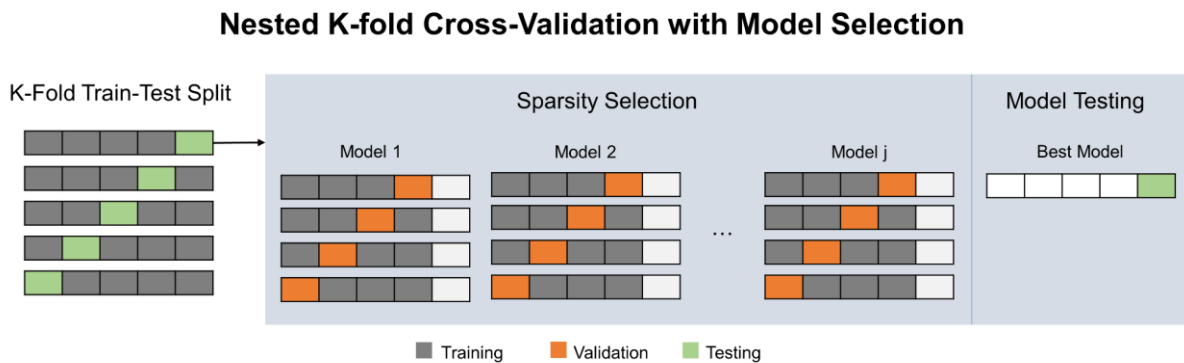 Nested K-fold Cross-Validation with Model Selection
K-Fold Train-Test Split
Sparsity Selection
Model Testing
Model 1
Model 2
Model j
Best Model
...
Training
Validation
Testing